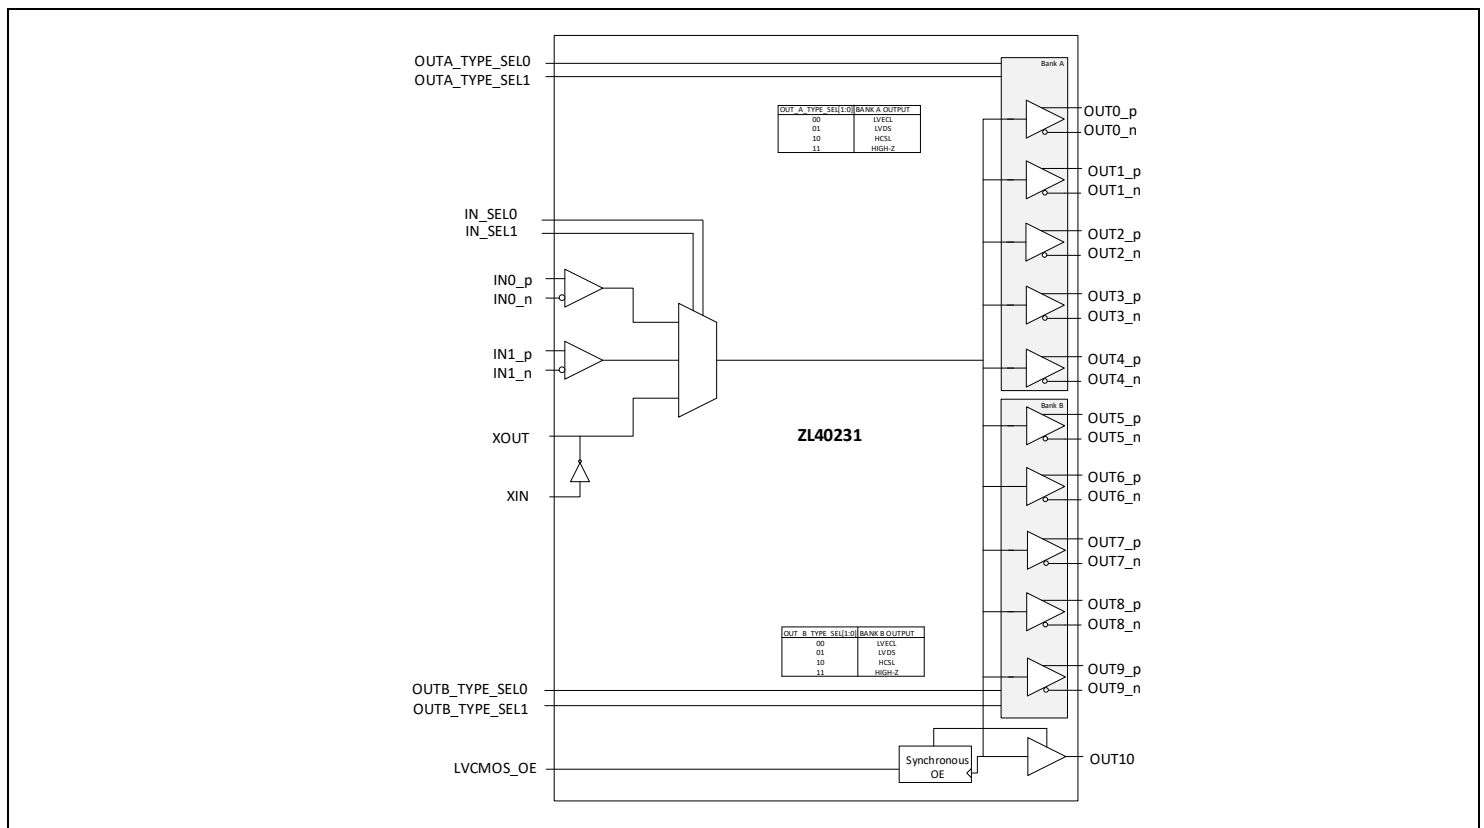 OUTA_TYPE_SEL0
OUTA_TYPE_SEL1
Bank A
OUT_A_TYPE_SEL[1:0] BANK A OUTPUT
00 LVECL
01 LVDS
10 HCSL
11 HIGH-Z
OUT0_p
OUT0_n
OUT1_p
OUT1_n
IN_SEL0
IN_SEL1
OUT2_p
OUT2_n
IN0_p
IN0_n
OUT3_p
OUT3_n
IN1_p
IN1_n
OUT4_p
OUT4_n
Bank B
XOUT
ZL40231
OUT5_p
OUT5_n
XIN
OUT6_p
OUT6_n
OUT7_p
OUT7_n
OUT8_p
OUT8_n
OUT_B_TYPE_SEL[1:0] BANK B OUTPUT
00 LVECL
01 LVDS
10 HCSL
11 HIGH-Z
OUT9_p
OUT9_n
OUTB_TYPE_SEL0
OUTB_TYPE_SEL1
LVCMOS_OE
Synchronous
OE
OUT10